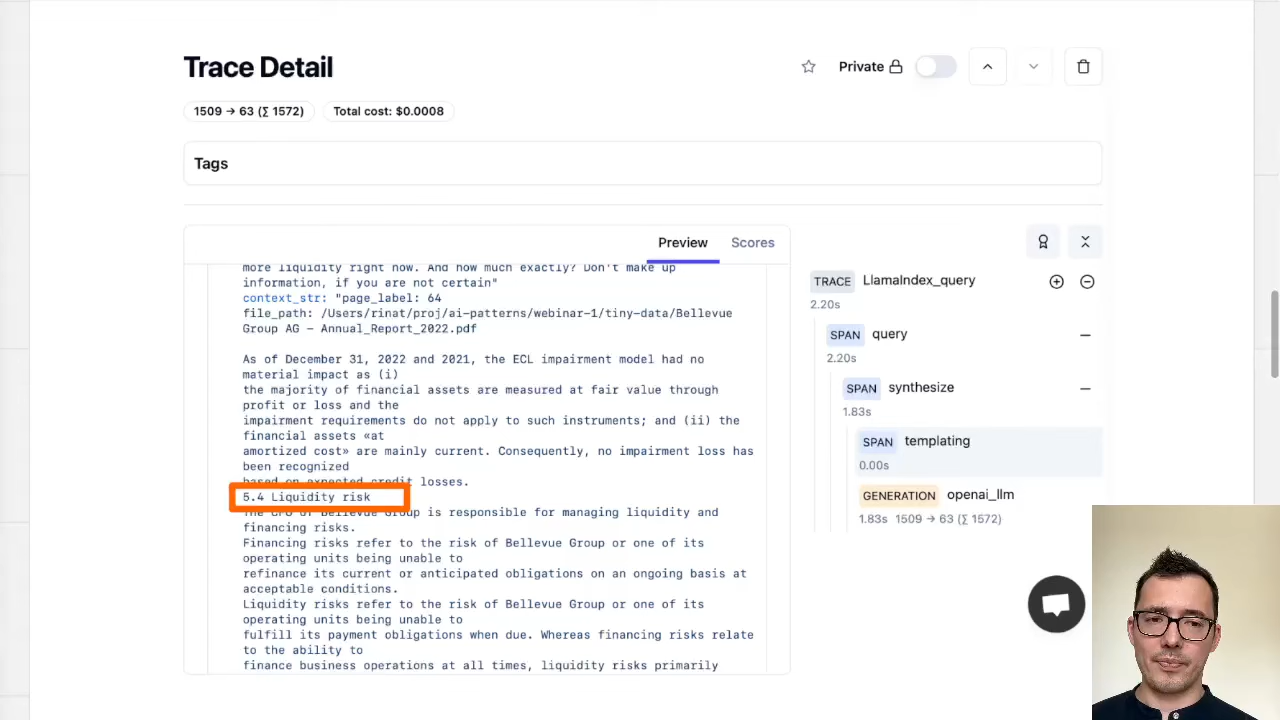 Trace Detail
Private
1509 → 63 (∑ 1572)
Total cost: $0.0008
Tags
Preview
Scores
more liquidity right now. And how much exactly? Don't make up
information, if you are not certain"
context_str: "page_label: 64
file_path: /Users/rinat/proj/ai-patterns/webinar-1/tiny-data/Bellevue
Group AG - Annual_Report_2022.pdf
As of December 31, 2022 and 2021, the ECL impairment model had no
material impact as (i)
the majority of financial assets are measured at fair value through
profit or loss and the
impairment requirements do not apply to such instruments; and (ii) the
financial assets «at
amortized cost» are mainly current. Consequently, no impairment loss has
been recognized
based on expected credit losses.
5.4 Liquidity risk
The CFO of Bellevue Group is responsible for managing liquidity and
financing risks.
Financing risks refer to the risk of Bellevue Group or one of its
operating units being unable to
refinance its current or anticipated obligations on an ongoing basis at
acceptable conditions.
Liquidity risks refer to the risk of Bellevue Group or one of its
operating units being unable to
fulfill its payment obligations when due. Whereas financing risks relate
to the ability to
finance business operations at all times, liquidity risks primarily
TRACE LlamaIndex_query
2.20s
SPAN query
2.20s
SPAN synthesize
1.83s
SPAN templating
0.00s
GENERATION openai_llm
1.83s 1509 → 63 (∑ 1572)